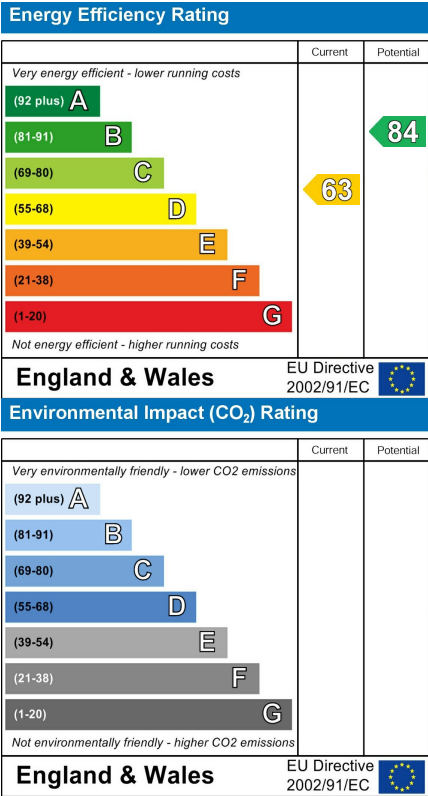 Energy Efficiency Rating
Current Potential
Very energy efficient - lower running costs
(92 plus) A
(81-91) B
84
(69-80) C
63
(55-68) D
(39-54) E
(21-38) F
(1-20) G
Not energy efficient - higher running costs
England & Wales
EU Directive
2002/91/EC
Environmental Impact (CO₂) Rating
Current Potential
Very environmentally friendly - lower CO2 emissions
(92 plus) A
(81-91) B
(69-80) C
(55-68) D
(39-54) E
(21-38) F
(1-20) G
Not environmentally friendly - higher CO2 emissions
England & Wales
EU Directive
2002/91/EC